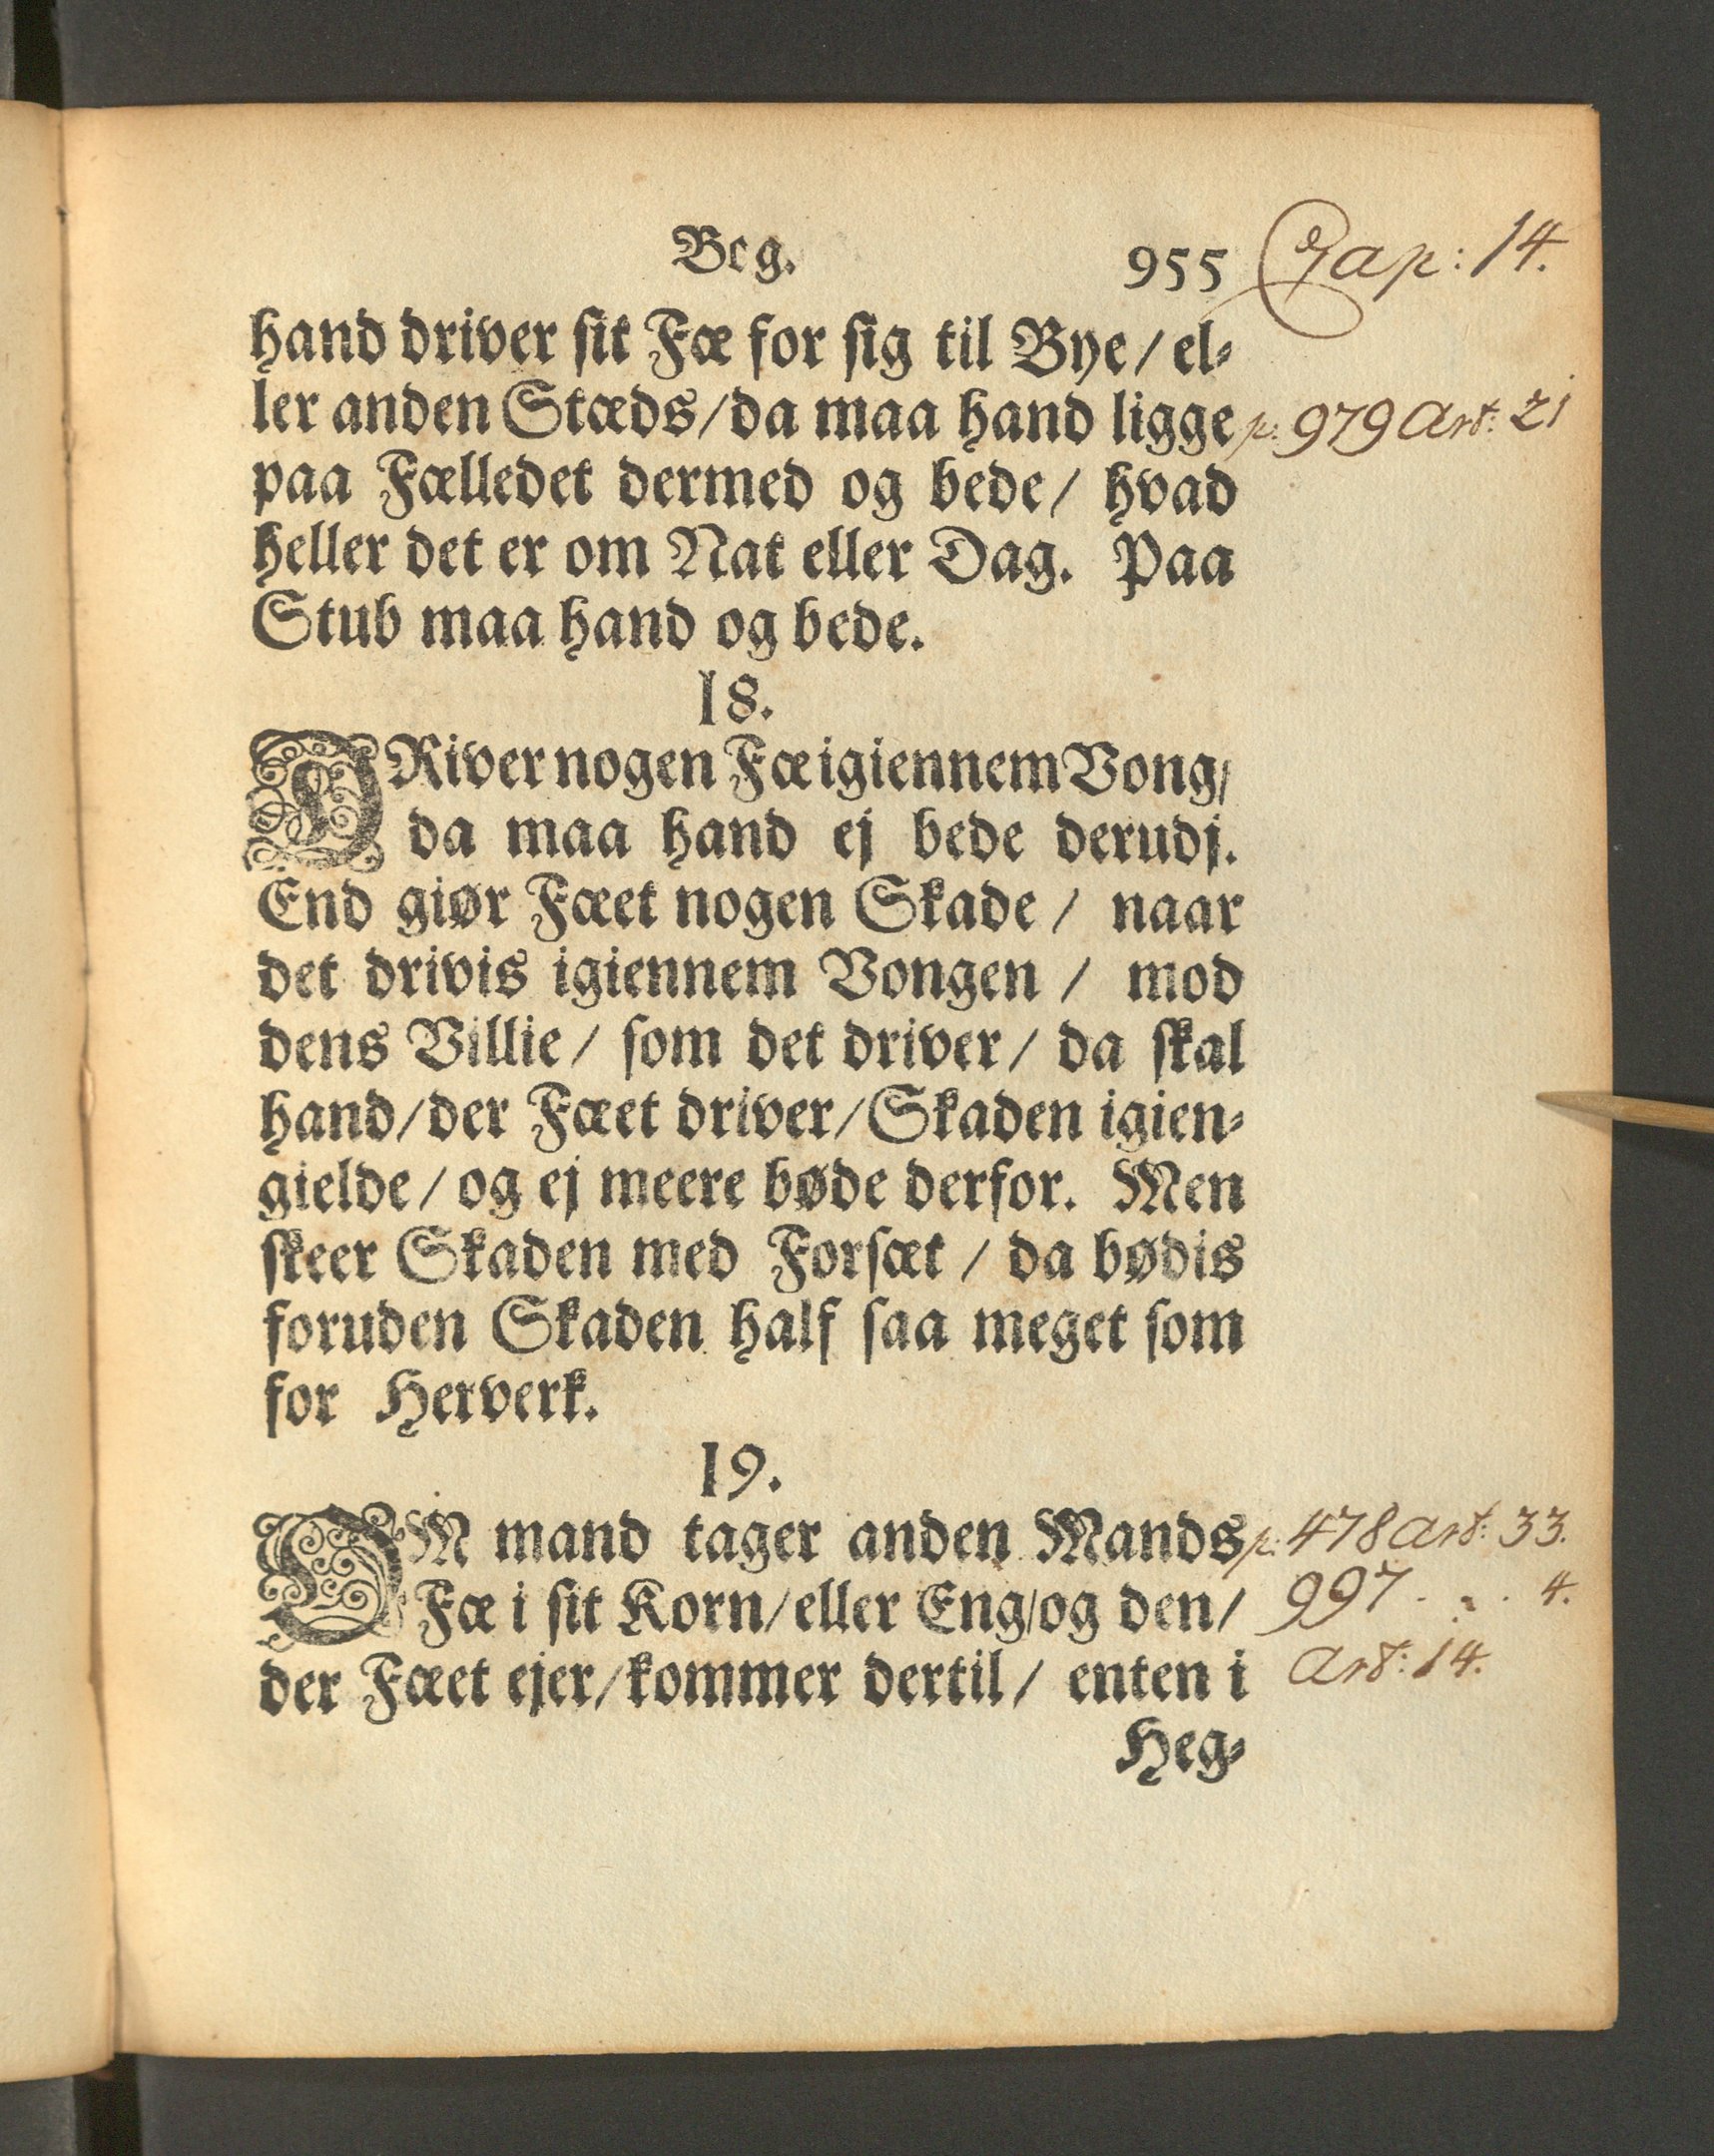 Beg. 955 Cap: 14.
hand driver sit Fæ for sig til Bye/ el-
ler anden Stæds/da maa hand ligge p: 979 Art: 21
paa Fælledet dermed og bede/ hvad
heller det er om Nat eller Dag. Paa
Stub maa hand og bede.
18.
DRiver nogen Fæ igiennem Vong/
da maa hand ej bede derudj.
End giør Fæet nogen Skade / naar
det drivis igiennem Vongen / mod
dens Villie/ som det driver/ da skal
hand/der Fæet driver/Skaden igien-
gielde/ og ej meere bøde derfor. Men
skeer Skaden med Forsæt / da bødis
foruden Skaden half saa meget som
for Herverk.
19.
OM mand tager anden Mands p: 478 Art: 33.
Fæ i sit Korn/eller Eng/og den/ 997 . . . 4.
der Fæet ejer/kommer dertil/ enten i Art: 14.
Heg-